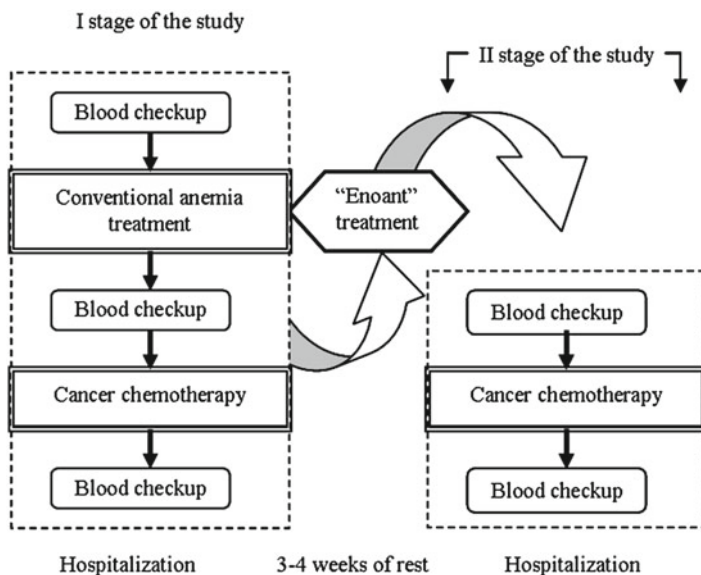 I stage of the study
Blood checkup
Conventional anemia
treatment
Blood checkup
Cancer chemotherapy
Blood checkup
Hospitalization
“Enoant”
treatment
3-4 weeks of rest
II stage of the study
Blood checkup
Cancer chemotherapy
Blood checkup
Hospitalization